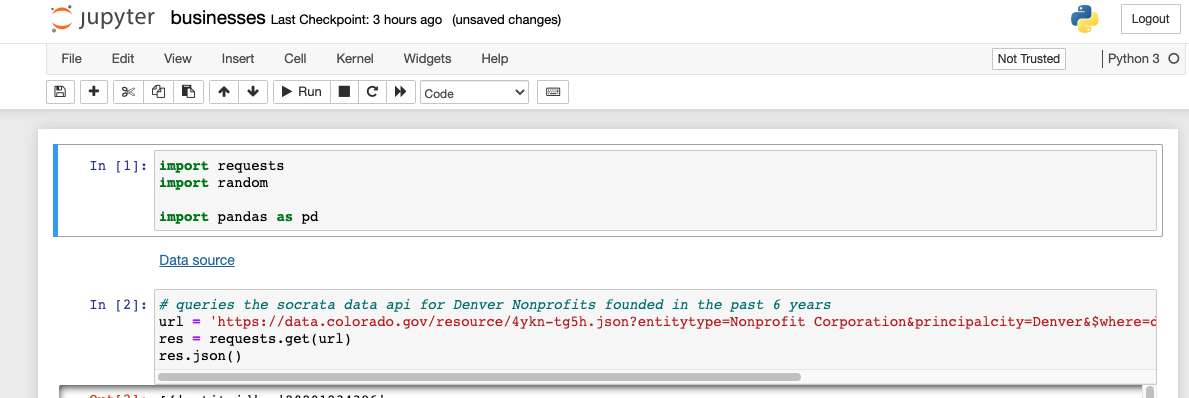 jupyter businesses Last Checkpoint: 3 hours ago (unsaved changes)
Logout
File Edit View Insert Cell Kernel Widgets Help
Not Trusted Python 3
Run Code
In [1]: import requests
import random
import pandas as pd
Data source
In [2]: # queries the socrata data api for Denver Nonprofits founded in the past 6 years
url = 'https://data.colorado.gov/resource/4ykn-tg5h.json?entitytype=Nonprofit Corporation&principalcity=Denver&$where=
res = requests.get(url)
res.json()